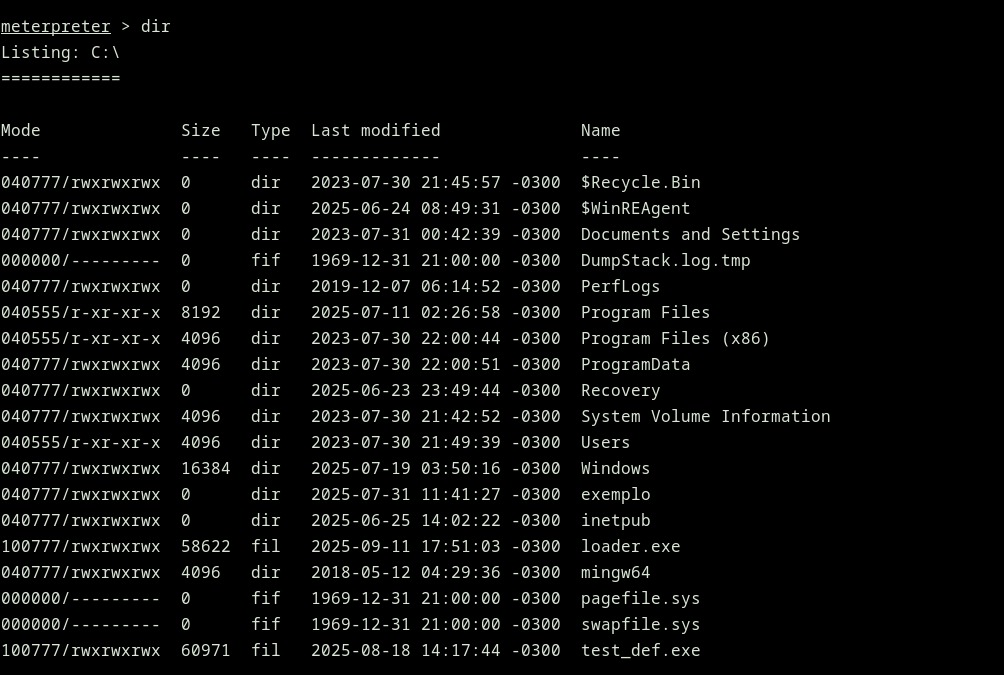 meterpreter > dir
Listing: C:\
============
Mode              Size   Type  Last modified              Name
----              ----   ----  -------------              ----
040777/rwxrwxrwx  0      dir   2023-07-30 21:45:57 -0300  $Recycle.Bin
040777/rwxrwxrwx  0      dir   2025-06-24 08:49:31 -0300  $WinREAgent
040777/rwxrwxrwx  0      dir   2023-07-31 00:42:39 -0300  Documents and Settings
000000/---------  0      fif   1969-12-31 21:00:00 -0300  DumpStack.log.tmp
040777/rwxrwxrwx  0      dir   2019-12-07 06:14:52 -0300  PerfLogs
040555/r-xr-xr-x  8192   dir   2025-07-11 02:26:58 -0300  Program Files
040555/r-xr-xr-x  4096   dir   2023-07-30 22:00:44 -0300  Program Files (x86)
040777/rwxrwxrwx  4096   dir   2023-07-30 22:00:51 -0300  ProgramData
040777/rwxrwxrwx  0      dir   2025-06-23 23:49:44 -0300  Recovery
040777/rwxrwxrwx  4096   dir   2023-07-30 21:42:52 -0300  System Volume Information
040555/r-xr-xr-x  4096   dir   2023-07-30 21:49:39 -0300  Users
040777/rwxrwxrwx  16384  dir   2025-07-19 03:50:16 -0300  Windows
040777/rwxrwxrwx  0      dir   2025-07-31 11:41:27 -0300  exemplo
040777/rwxrwxrwx  0      dir   2025-06-25 14:02:22 -0300  inetpub
100777/rwxrwxrwx  58622  fil   2025-09-11 17:51:03 -0300  loader.exe
040777/rwxrwxrwx  4096   dir   2018-05-12 04:29:36 -0300  mingw64
000000/---------  0      fif   1969-12-31 21:00:00 -0300  pagefile.sys
000000/---------  0      fif   1969-12-31 21:00:00 -0300  swapfile.sys
100777/rwxrwxrwx  60971  fil   2025-08-18 14:17:44 -0300  test_def.exe